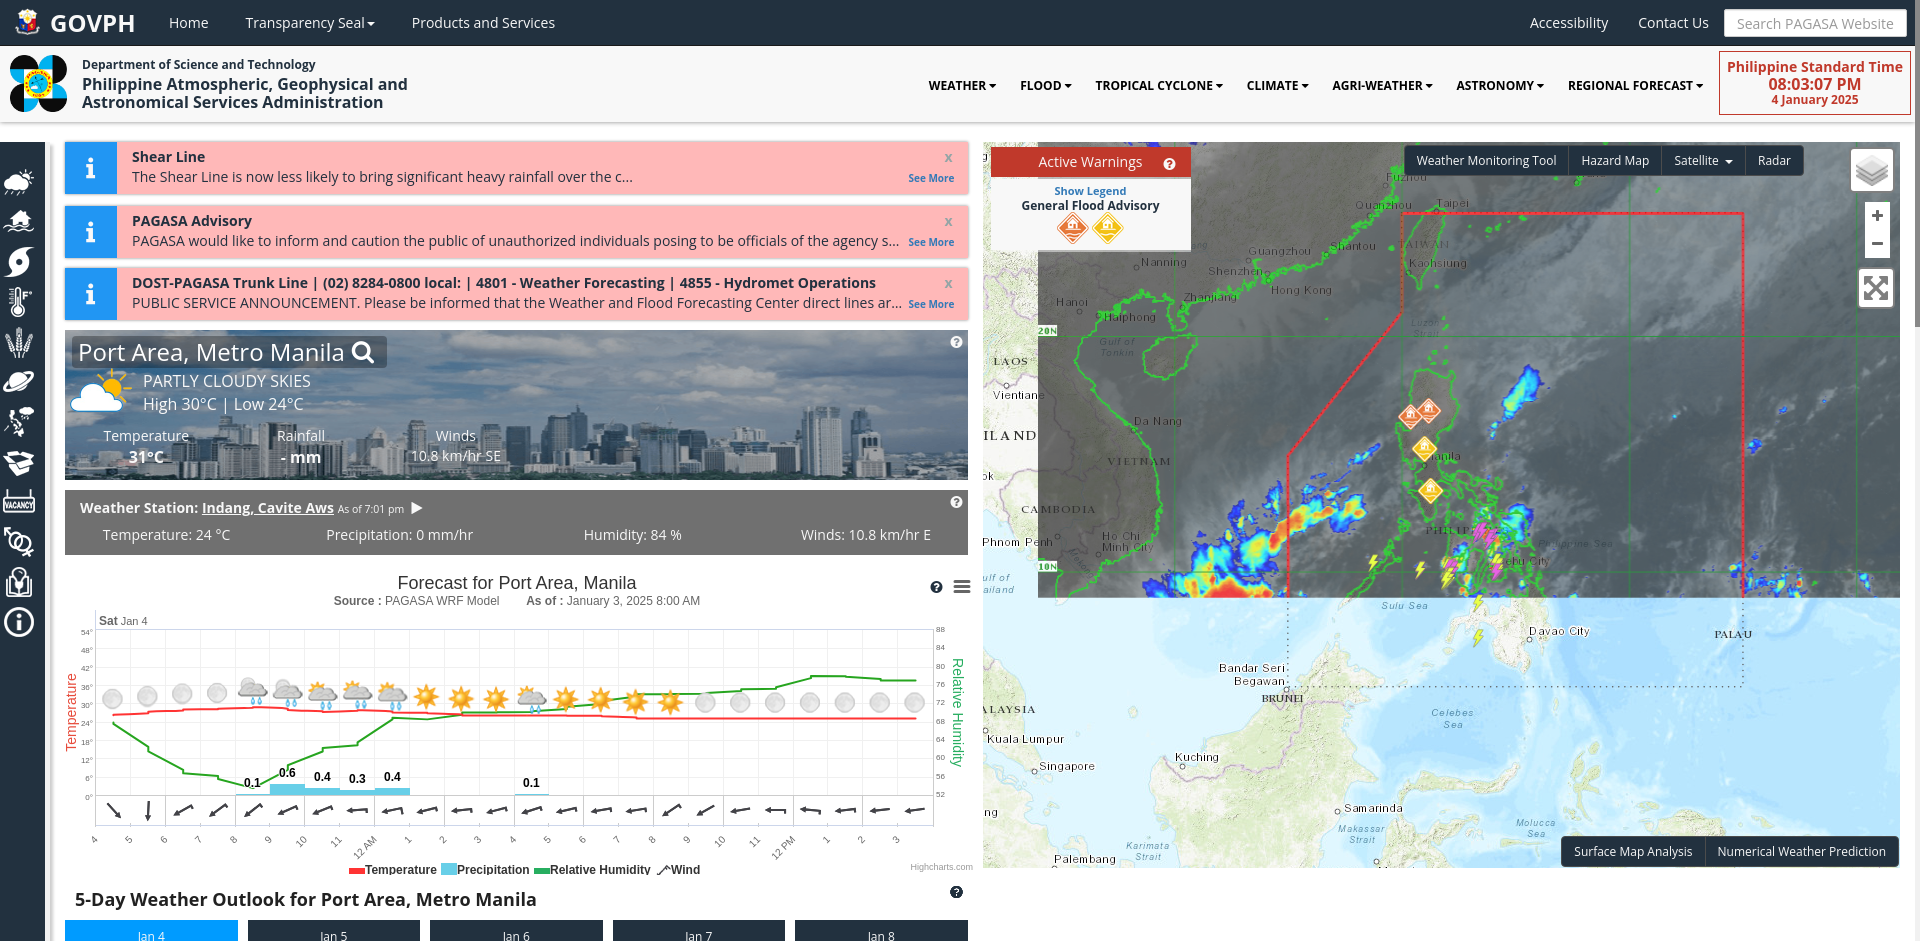 GOVPH
Home
Transparency Seal
Products and Services
Accessibility
Contact Us
Search PAGASA Website
Department of Science and Technology
Philippine Atmospheric, Geophysical and
Astronomical Services Administration
WEATHER
FLOOD
TROPICAL CYCLONE
CLIMATE
AGRI-WEATHER
ASTRONOMY
REGIONAL FORECAST
Philippine Standard Time
08:03:07 PM
4 January 2025
VACANCY
Shear Line
x
The Shear Line is now less likely to bring significant heavy rainfall over the c...
See More
PAGASA Advisory
x
PAGASA would like to inform and caution the public of unauthorized individuals posing to be officials of the agency s...
See More
DOST-PAGASA Trunk Line | (02) 8284-0800 local: | 4801 - Weather Forecasting | 4855 - Hydromet Operations
x
PUBLIC SERVICE ANNOUNCEMENT. Please be informed that the Weather and Flood Forecasting Center direct lines ar...
See More
Port Area, Metro Manila
PARTLY CLOUDY SKIES
High 30°C | Low 24°C
Temperature
Rainfall
Winds
31°C
- mm
10.8 km/hr SE
Weather Station: Indang, Cavite Aws As of 7:01 pm
Temperature: 24 °C
Precipitation: 0 mm/hr
Humidity: 84 %
Winds: 10.8 km/hr E
Forecast for Port Area, Manila
Source : PAGASA WRF Model As of : January 3, 2025 8:00 AM
Sat Jan 4
54°
48°
42°
36°
30°
24°
18°
12°
6°
0°
Temperature
88
84
80
76
72
68
64
60
56
52
Relative Humidity
0.1
0.6
0.4
0.3
0.4
0.1
4
5
6
7
8
9
10
11
12 AM
1
2
3
4
5
6
7
8
9
10
11
12 PM
1
2
3
Temperature
Precipitation
Relative Humidity
Wind
Highcharts.com
5-Day Weather Outlook for Port Area, Metro Manila
Jan 4
Jan 5
Jan 6
Jan 7
Jan 8
Active Warnings
Show Legend
General Flood Advisory
Weather Monitoring Tool
Hazard Map
Satellite
Radar
+
−
Fuzhou
Quanzhou
Taipei
TAIWAN
Kaohsiung
Guangzhou
Shantou
Nanning
Shenzhen
Hong Kong
Zhanjiang
Hanoi
Haiphong
Gulf of
Tonkin
Luzon
Strait
20N
LAOS
Vientiane
Da Nang
ILAND
VIETNAM
ok
CAMBODIA
Phnom Penh
Ho Chi
Minh City
10N
ulf of
ailand
Manila
PHILIP
Philippine Sea
Cebu City
Sulu Sea
Davao City
PALAU
Bandar Seri
Begawan
BRUNEI
ALAYSIA
Kuala Lumpur
Celebes
Sea
Kuching
Singapore
ng
Samarinda
Makassar
Strait
Molucca
Sea
Karimata
Strait
Palembang
Surface Map Analysis
Numerical Weather Prediction